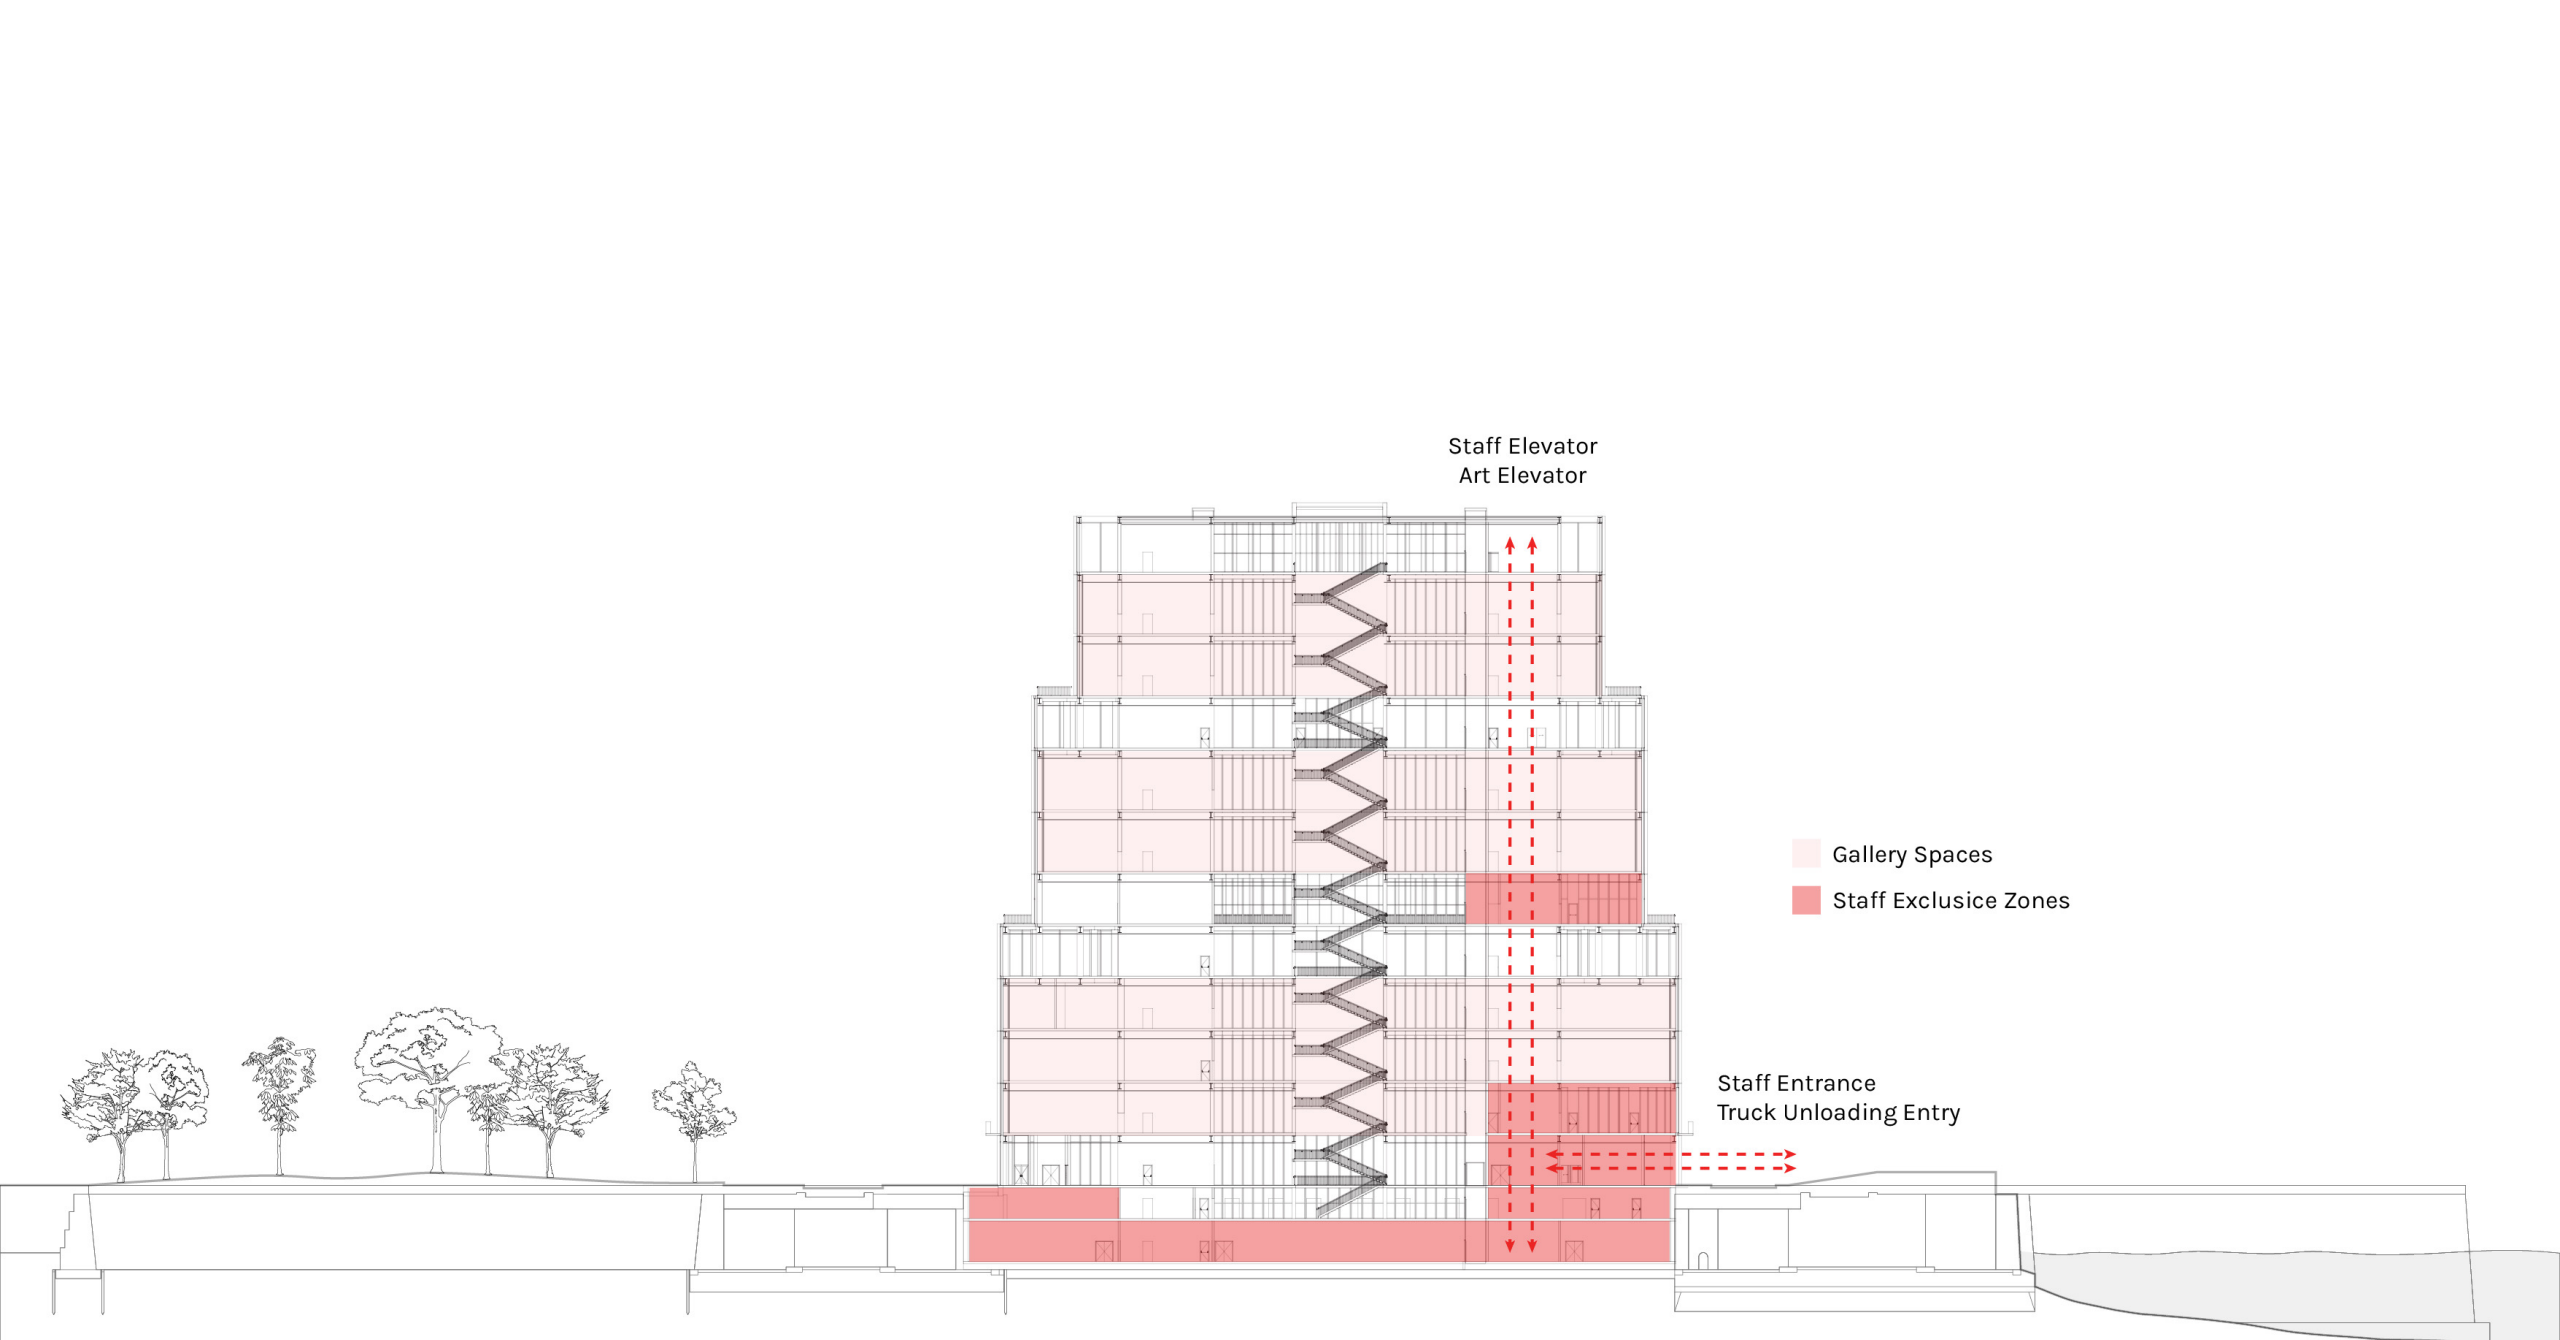 Staff Elevator
Art Elevator
Gallery Spaces
Staff Exclusice Zones
Staff Entrance
Truck Unloading Entry